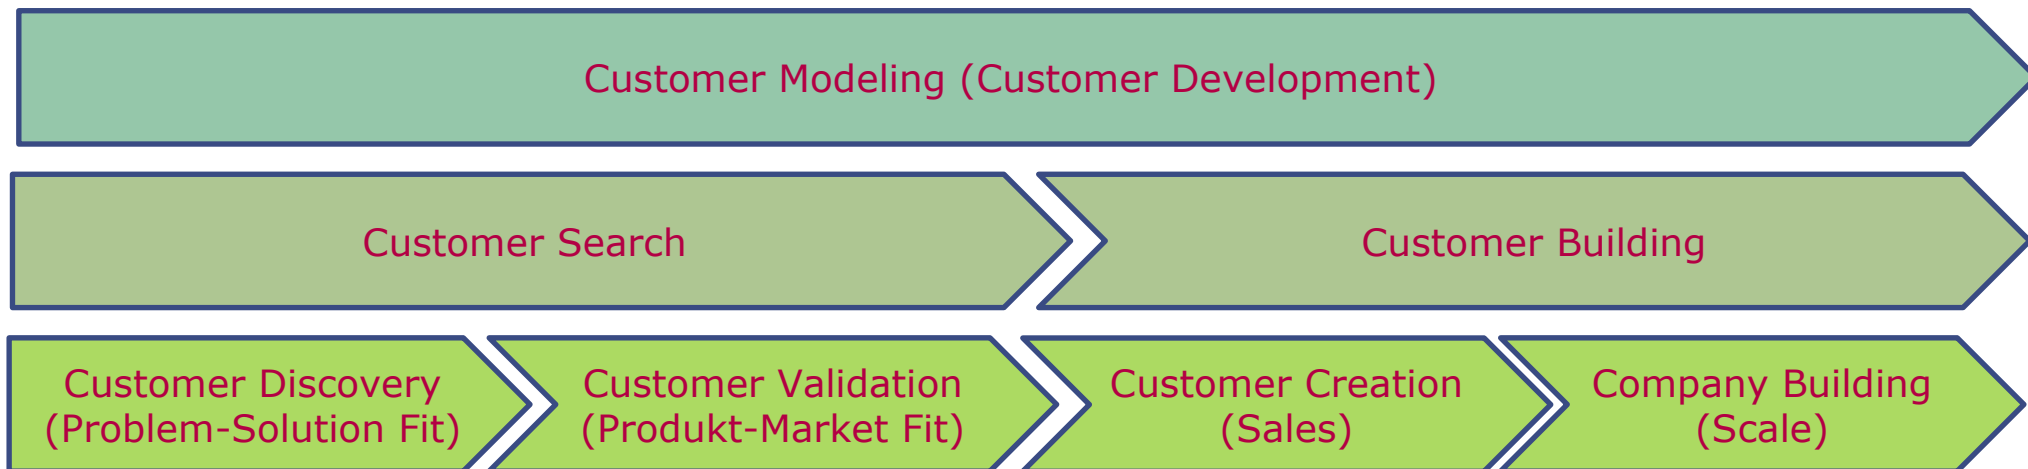 Customer Modeling (Customer Development)
Customer Search
Customer Building
Customer Discovery
(Problem-Solution Fit)
Customer Validation
(Produkt-Market Fit)
Customer Creation
(Sales)
Company Building
(Scale)